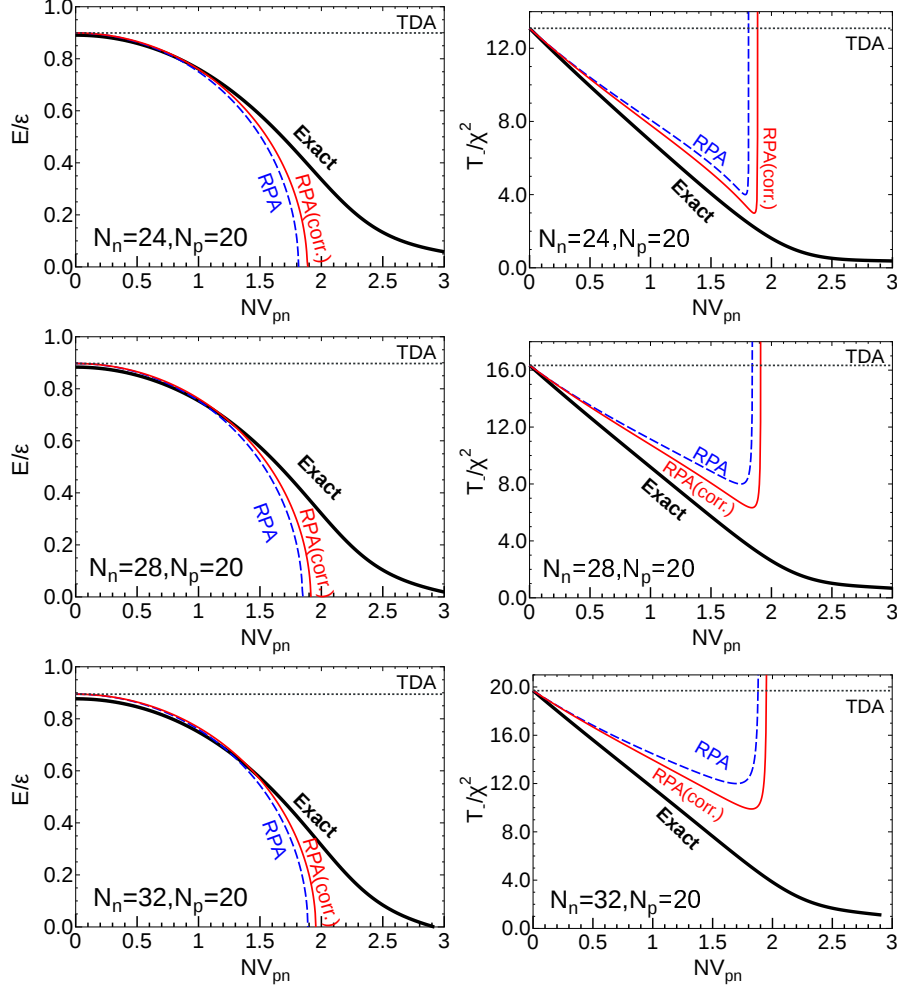 1.0
0.8
0.6
0.4
0.2
0.0
E/ε
TDA
Exact
RPA
RPA(corr.)
N_n=24,N_p=20
0 0.5 1.0 1.5 2 2.5 3
NV_pn
12.0
8.0
4.0
0.0
T_-/χ^2
TDA
RPA
RPA(corr.)
Exact
N_n=24,N_p=20
0 0.5 1 1.5 2 2.5 3
NV_pn
1.0
0.8
0.6
0.4
0.2
0.0
E/ε
TDA
Exact
RPA
RPA(corr.)
N_n=28,N_p=20
0 0.5 1.0 1.5 2 2.5 3
NV_pn
16.0
12.0
8.0
4.0
0.0
T_-/χ^2
TDA
RPA
RPA(corr.)
Exact
N_n=28,N_p=20
0 0.5 1 1.5 2 2.5 3
NV_pn
1.0
0.8
0.6
0.4
0.2
0.0
E/ε
TDA
Exact
RPA
RPA(corr.)
N_n=32,N_p=20
0 0.5 1.0 1.5 2 2.5 3
NV_pn
20.0
16.0
12.0
8.0
4.0
0.0
T_-/χ^2
TDA
RPA
RPA(corr.)
Exact
N_n=32,N_p=20
0 0.5 1 1.5 2 2.5 3
NV_pn